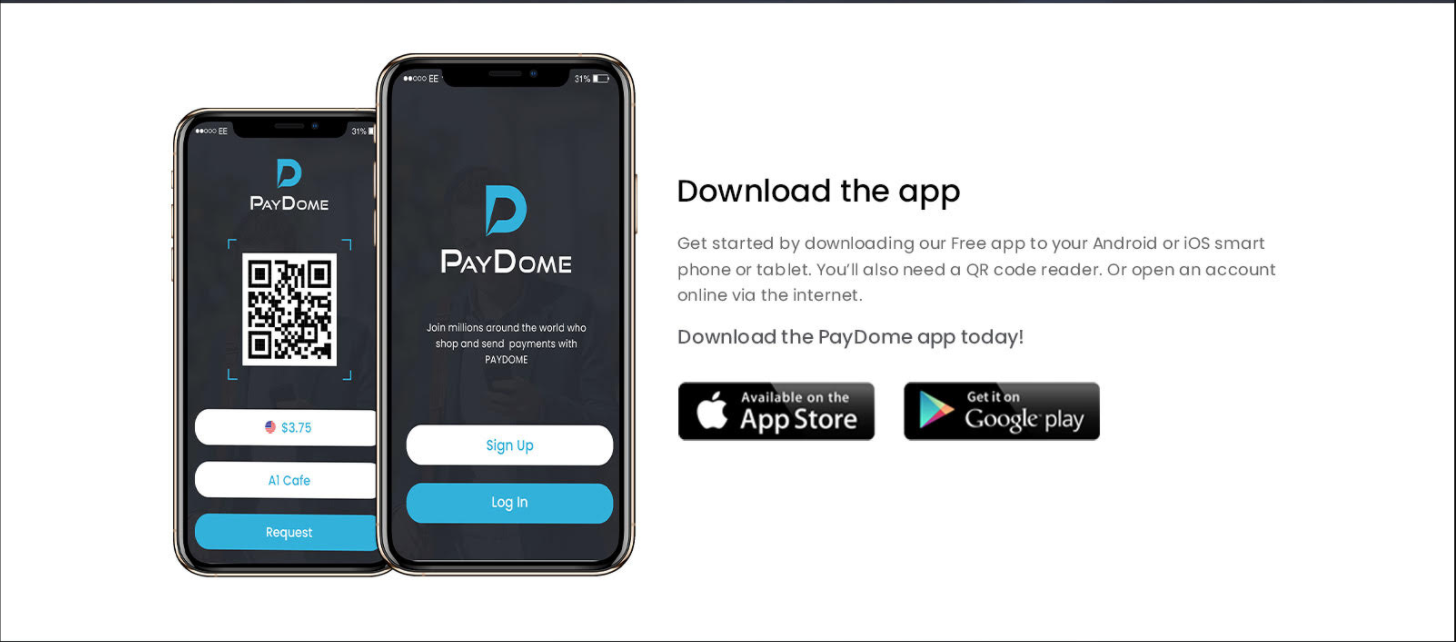 EE 31%
PAYDOME
$3.75
A1 Cafe
Request
EE 31%
PAYDOME
Join millions around the world who
shop and send payments with
PAYDOME
Sign Up
Log In
Download the app
Get started by downloading our Free app to your Android or iOS smart
phone or tablet. You’ll also need a QR code reader. Or open an account
online via the internet.
Download the PayDome app today!
Available on the
App Store
Get it on
Google play